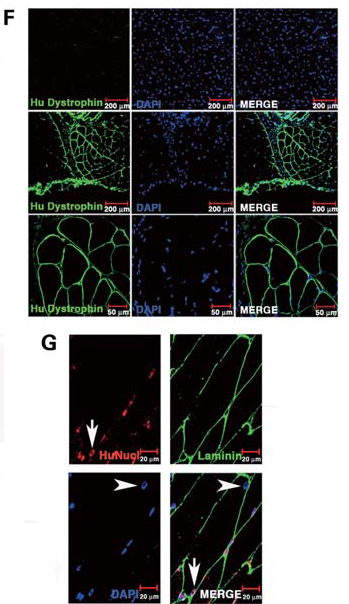 F
Hu Dystrophin 200 µm DAPI 200 µm MERGE 200 µm
Hu Dystrophin 200 µm DAPI 200 µm MERGE 200 µm
Hu Dystrophin 50 µm DAPI 50 µm MERGE 50 µm
G
HuNucl 20 µm Laminin 20 µm
DAPI 20 µm MERGE 20 µm